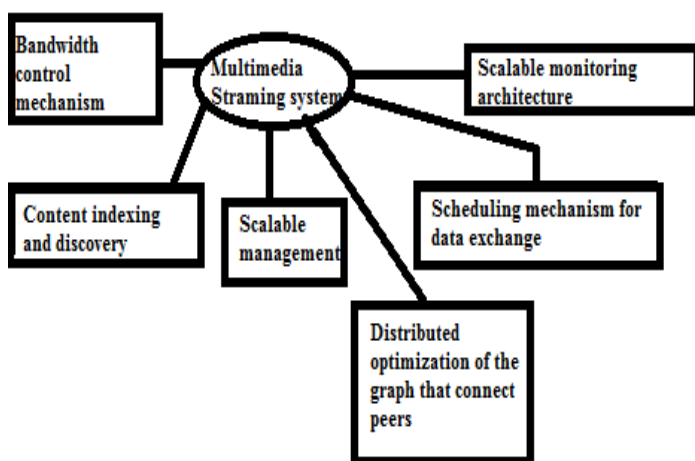 Bandwidth
control
mechanism
Multimedia
Straming system
Scalable monitoring
architecture
Content indexing
and discovery
Scalable
management
Scheduling mechanism for
data exchange
Distributed
optimization of the
graph that connect
peers